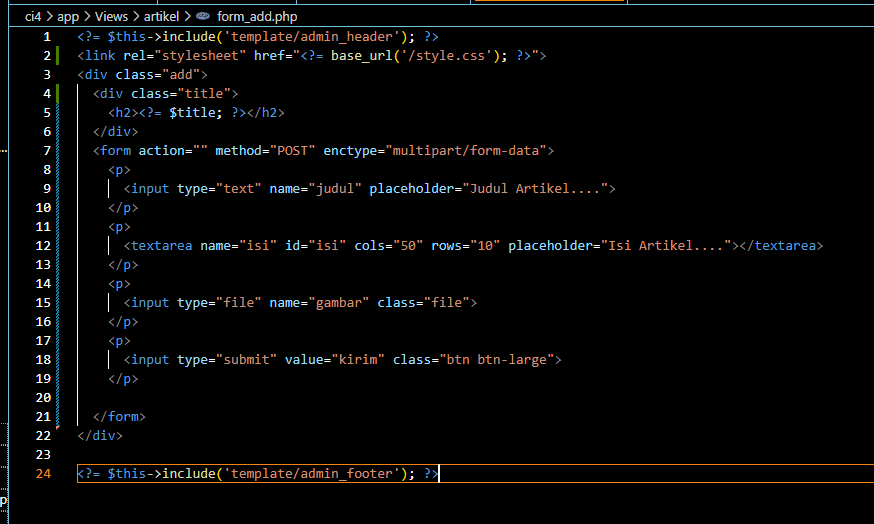 ci4 > app > Views > artikel > form_add.php
1 <?= $this->include('template/admin_header'); ?>
2 <link rel="stylesheet" href="<?= base_url('/style.css'); ?>">
3 <div class="add">
4 <div class="title">
5 <h2><?= $title; ?></h2>
6 </div>
7 <form action="" method="POST" enctype="multipart/form-data">
8 <p>
9 <input type="text" name="judul" placeholder="Judul Artikel....">
10 </p>
11 <p>
12 <textarea name="isi" id="isi" cols="50" rows="10" placeholder="Isi Artikel...."></textarea>
13 </p>
14 <p>
15 <input type="file" name="gambar" class="file">
16 </p>
17 <p>
18 <input type="submit" value="kirim" class="btn btn-large">
19 </p>
20
21 </form>
22 </div>
23
24 <?= $this->include('template/admin_footer'); ?>